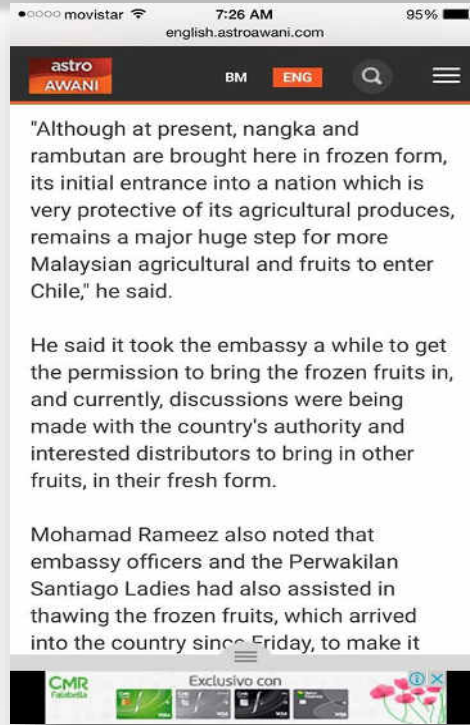 movistar 7:26 AM 95%
english.astroawani.com
astro
AWANI
BM ENG
"Although at present, nangka and
rambutan are brought here in frozen form,
its initial entrance into a nation which is
very protective of its agricultural produces,
remains a major huge step for more
Malaysian agricultural and fruits to enter
Chile," he said.
He said it took the embassy a while to get
the permission to bring the frozen fruits in,
and currently, discussions were being
made with the country's authority and
interested distributors to bring in other
fruits, in their fresh form.
Mohamad Rameez also noted that
embassy officers and the Perwakilan
Santiago Ladies had also assisted in
thawing the frozen fruits, which arrived
into the country since Friday, to make it
CMR
Falabella
Exclusivo con
VISA VISA VISA VISA